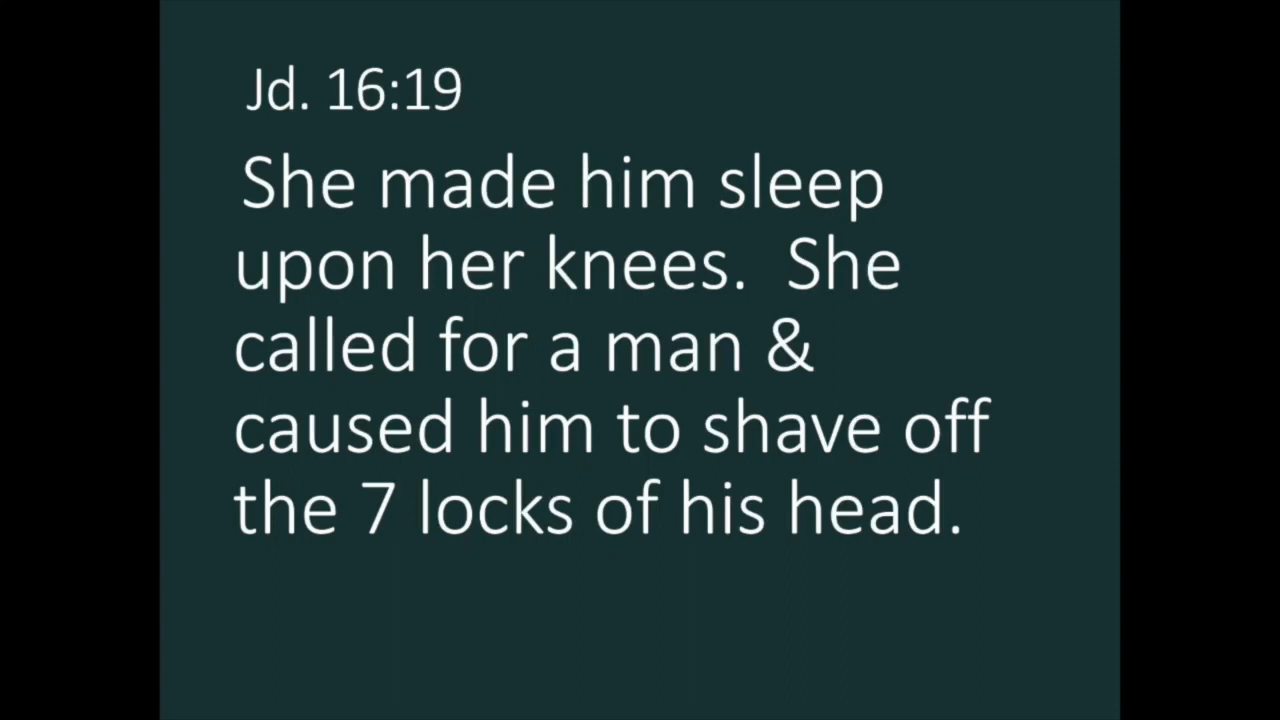 Jd. 16:19
She made him sleep
upon her knees.  She
called for a man &
caused him to shave off
the 7 locks of his head.